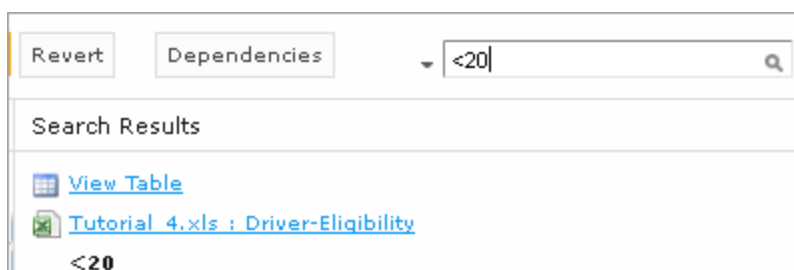 Revert Dependencies <20
Search Results
View Table
Tutorial_4.xls : Driver-Eligibility
<20